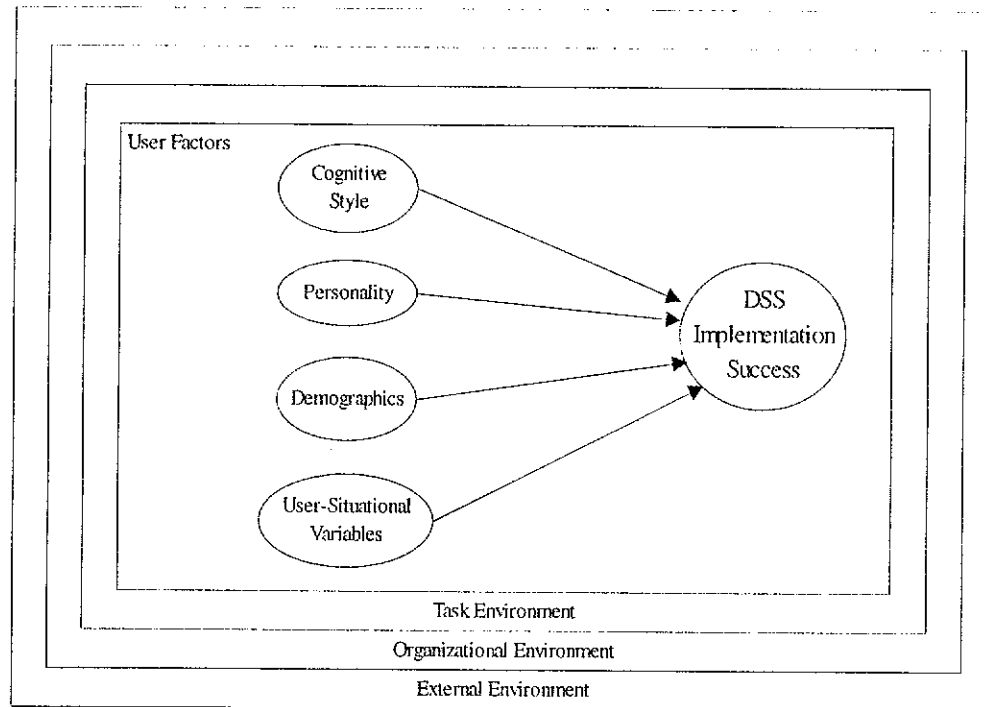 User Factors
Cognitive
Style
Personality
Demographics
User-Situational
Variables
DSS
Implementation
Success
Task Environment
Organizational Environment
External Environment